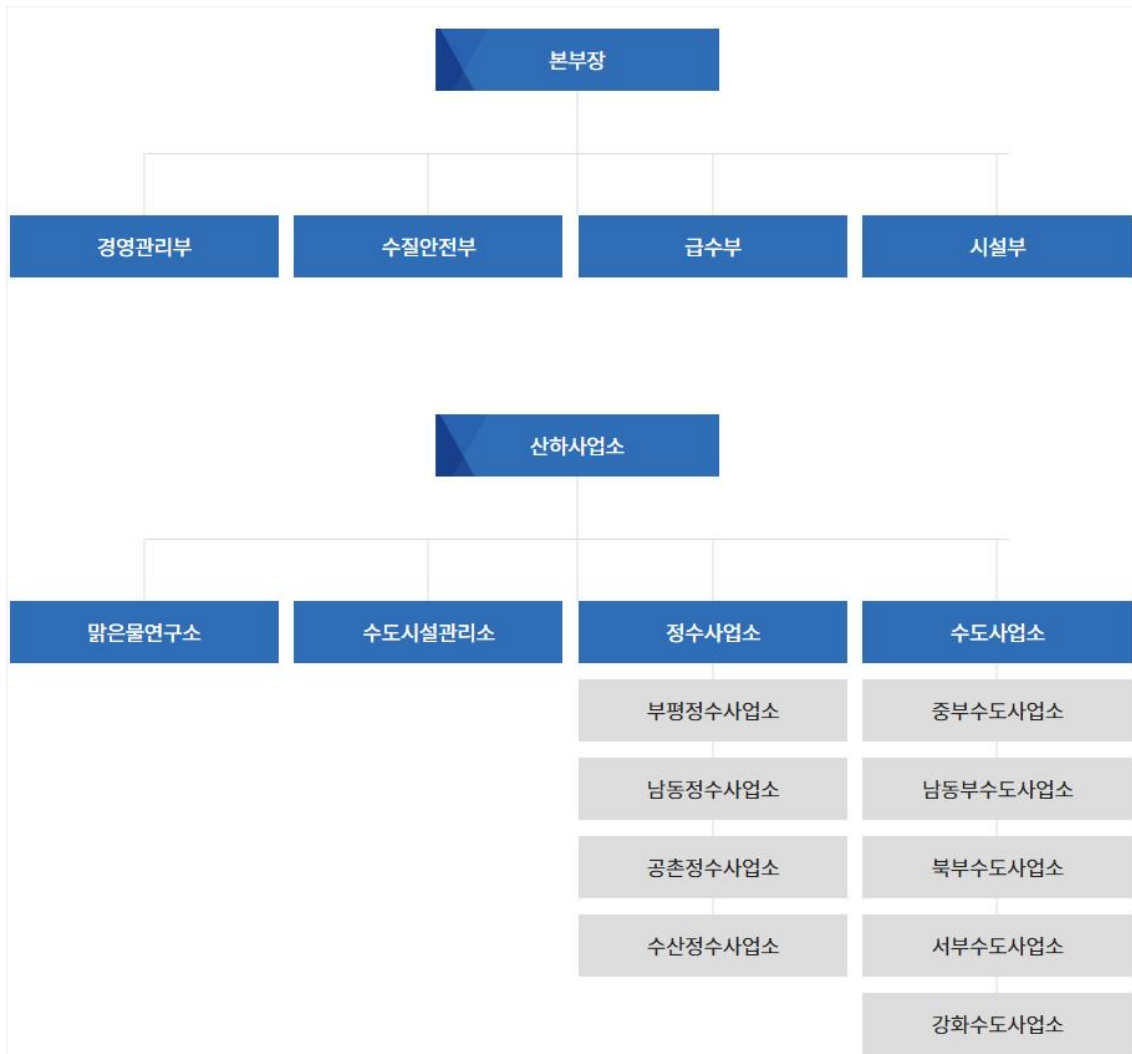 본부장
경영관리부
수질안전부
급수부
시설부
산하사업소
맑은물연구소
수도시설관리소
정수사업소
수도사업소
부평정수사업소
중부수도사업소
남동정수사업소
남동부수도사업소
공촌정수사업소
북부수도사업소
수산정수사업소
서부수도사업소
강화수도사업소